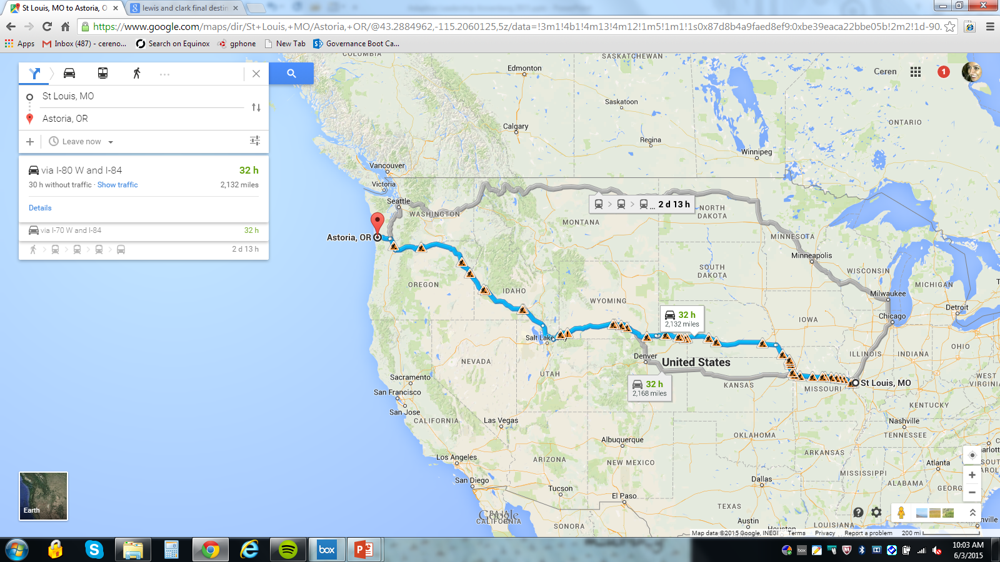 St Louis, MO to Astoria, O
lewis and clark final destin
https://www.google.com/maps/dir/St+Louis,+MO/Astoria,+OR/@43.2884962,-115.2060125,5z/data=!3m1!4b1!4m13!4m12!1m5!1m1!1s0x87d8b4a9faed8ef9:0xbe39eaca22bbe05b!2m2!1d-90.
Apps Inbox (487) - cereno... Search on Equinox gphone New Tab Governance Boot Ca...
St Louis, MO
Astoria, OR
Leave now
via I-80 W and I-84 32 h
30 h without traffic · Show traffic 2,132 miles
Details
via I-70 W and I-84 32 h
2 d 13 h
Earth
Ceren 1
COLUMBIA
SASKATCHEWAN
Edmonton
Saskatoon
Calgary
ONTARIO
Regina
Winnipeg
Vancouver
Victoria
Seattle
WASHINGTON
... 2 d 13 h
NORTH
DAKOTA
MONTANA
Astoria, OR
MINNESOTA
Minneapolis
SOUTH
DAKOTA
WISCONSIN
OREGON
IDAHO
MICHIGAN
Milwaukee
WYOMING
Detroit
32 h
2,132 miles
IOWA
Chicago
Salt Lake City
OHIO
Denver
United States
ILLINOIS
INDIANA
NEVADA
UTAH
Sacramento
32 h
2,168 miles
KANSAS
St Louis, MO
MISSOURI
WEST
VIRGINIA
San Francisco
KENTUCKY
San Jose
CALIFORNIA
Las Vegas
Nashville
TENNESSEE
OKLAHOMA
Albuquerque
ARKANSAS
Charlott
Los Angeles
ARIZONA
NEW MEXICO
Atlanta
SOUT
CAROL
MISSISSIPPI
San Diego
Dallas
ALABAMA
GEORG
Tucson
El Paso
TEXAS
BAJA
CALIFORNIA
Google
Austin
LOUISIANA
SONORA
nville
Map data ©2015 Google, INEGI Terms Privacy Report a problem 200 mi
box
box
10:03 AM
6/3/2015